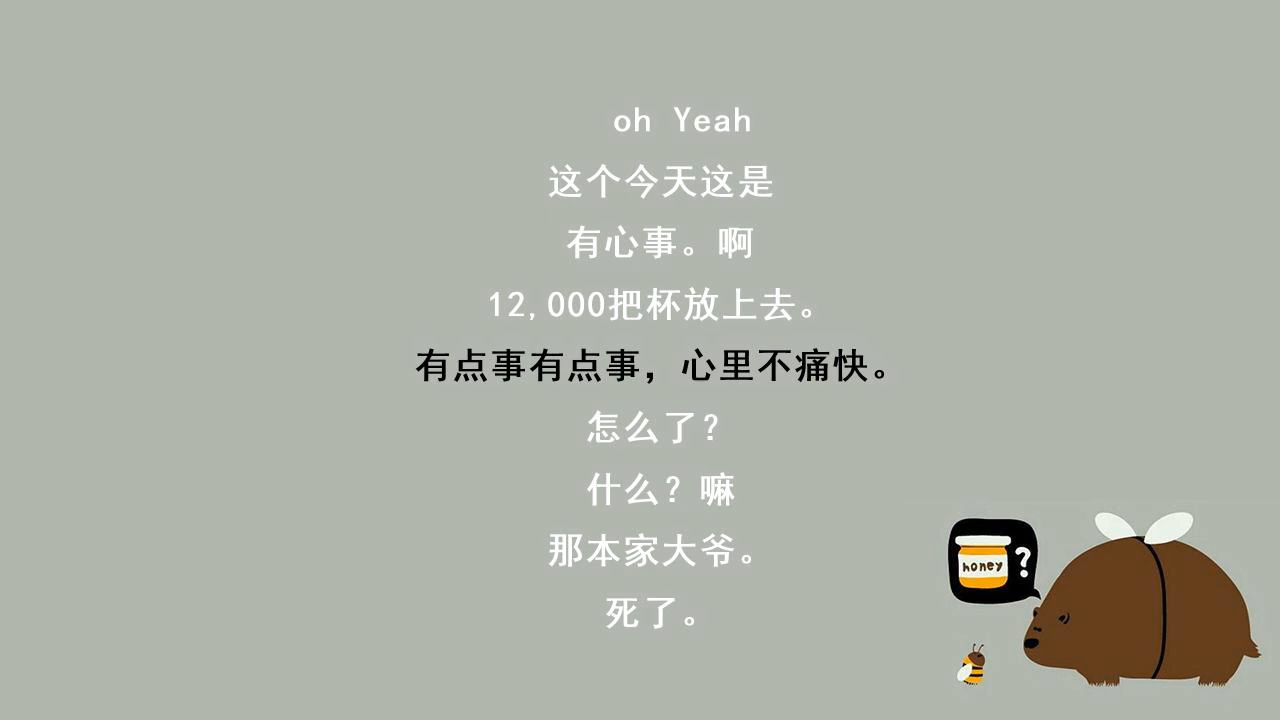 oh Yeah
这个今天这是
有心事。啊
12,000把杯放上去。
有点事有点事，心里不痛快。
怎么了？
什么？嘛
那本家大爷。
死了。
honey ?